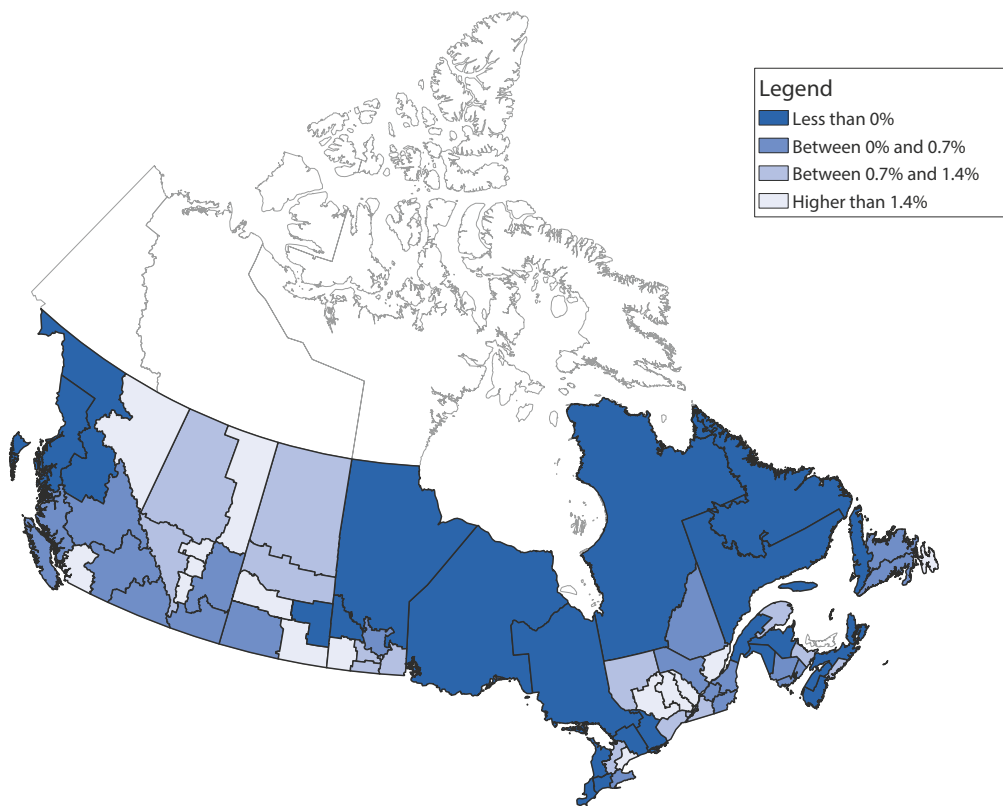 Legend
Less than 0%
Between 0% and 0.7%
Between 0.7% and 1.4%
Higher than 1.4%